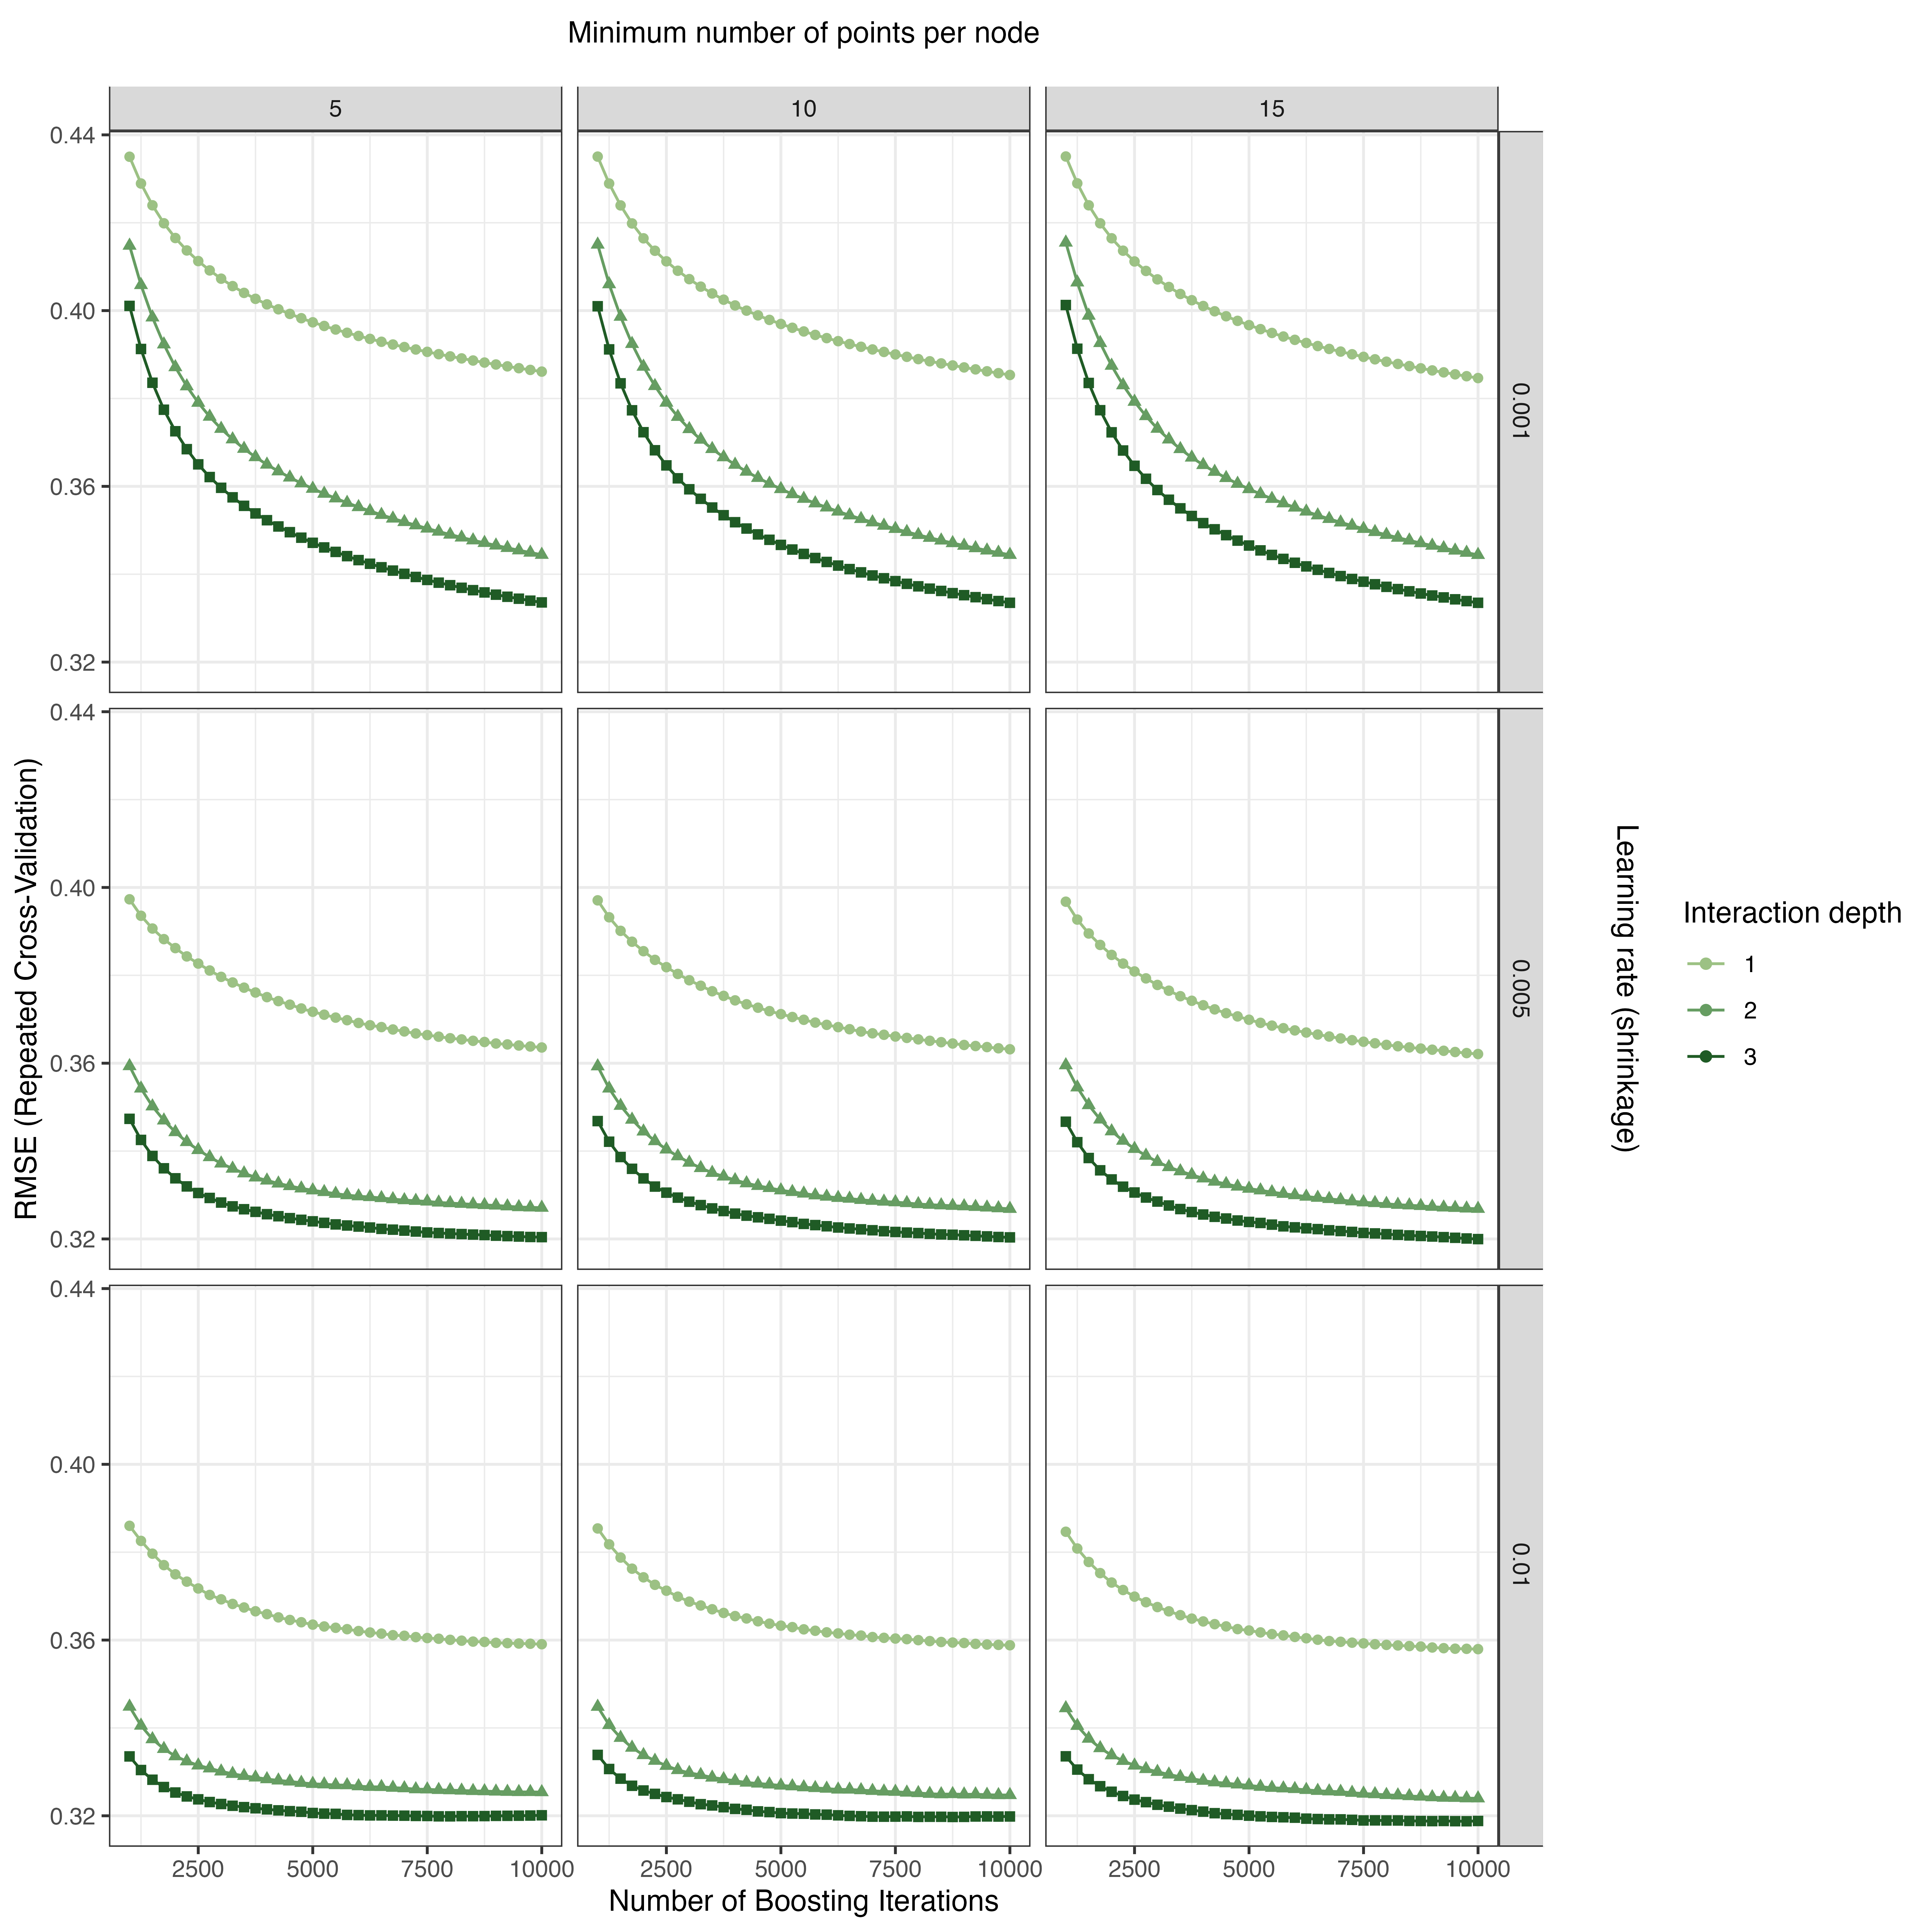 Minimum number of points per node
5 10 15
0.44
0.40
0.36
0.32
0.001
0.44
0.40
0.36
0.32
0.005
0.44
0.40
0.36
0.32
0.01
2500 5000 7500 10000 2500 5000 7500 10000 2500 5000 7500 10000
Number of Boosting Iterations
RMSE (Repeated Cross-Validation)
Learning rate (shrinkage)
Interaction depth
1
2
3